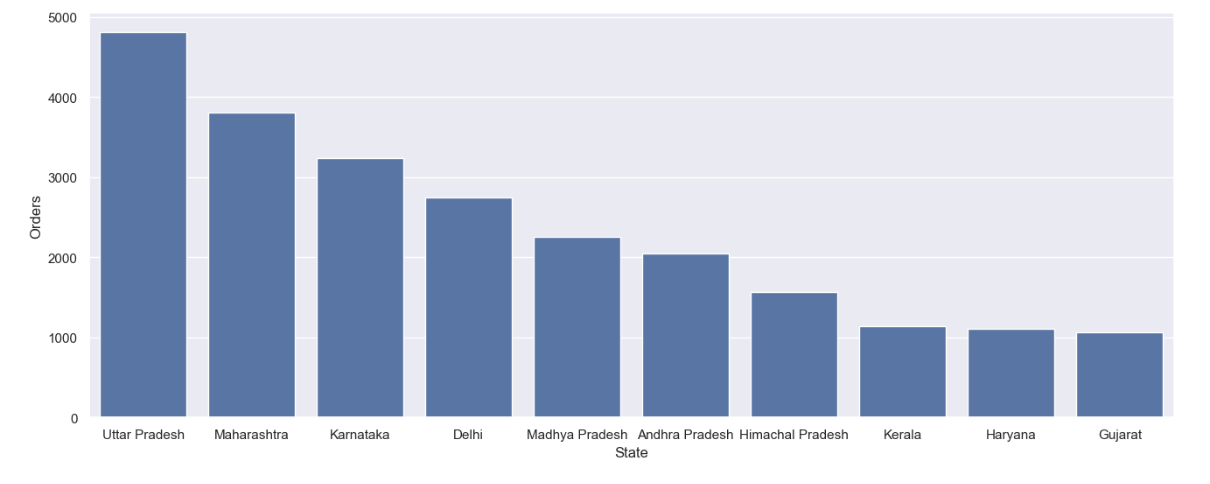 5000
4000
3000
2000
1000
0
Orders
Uttar Pradesh Maharashtra Karnataka Delhi Madhya Pradesh Andhra Pradesh Himachal Pradesh Kerala Haryana Gujarat
State